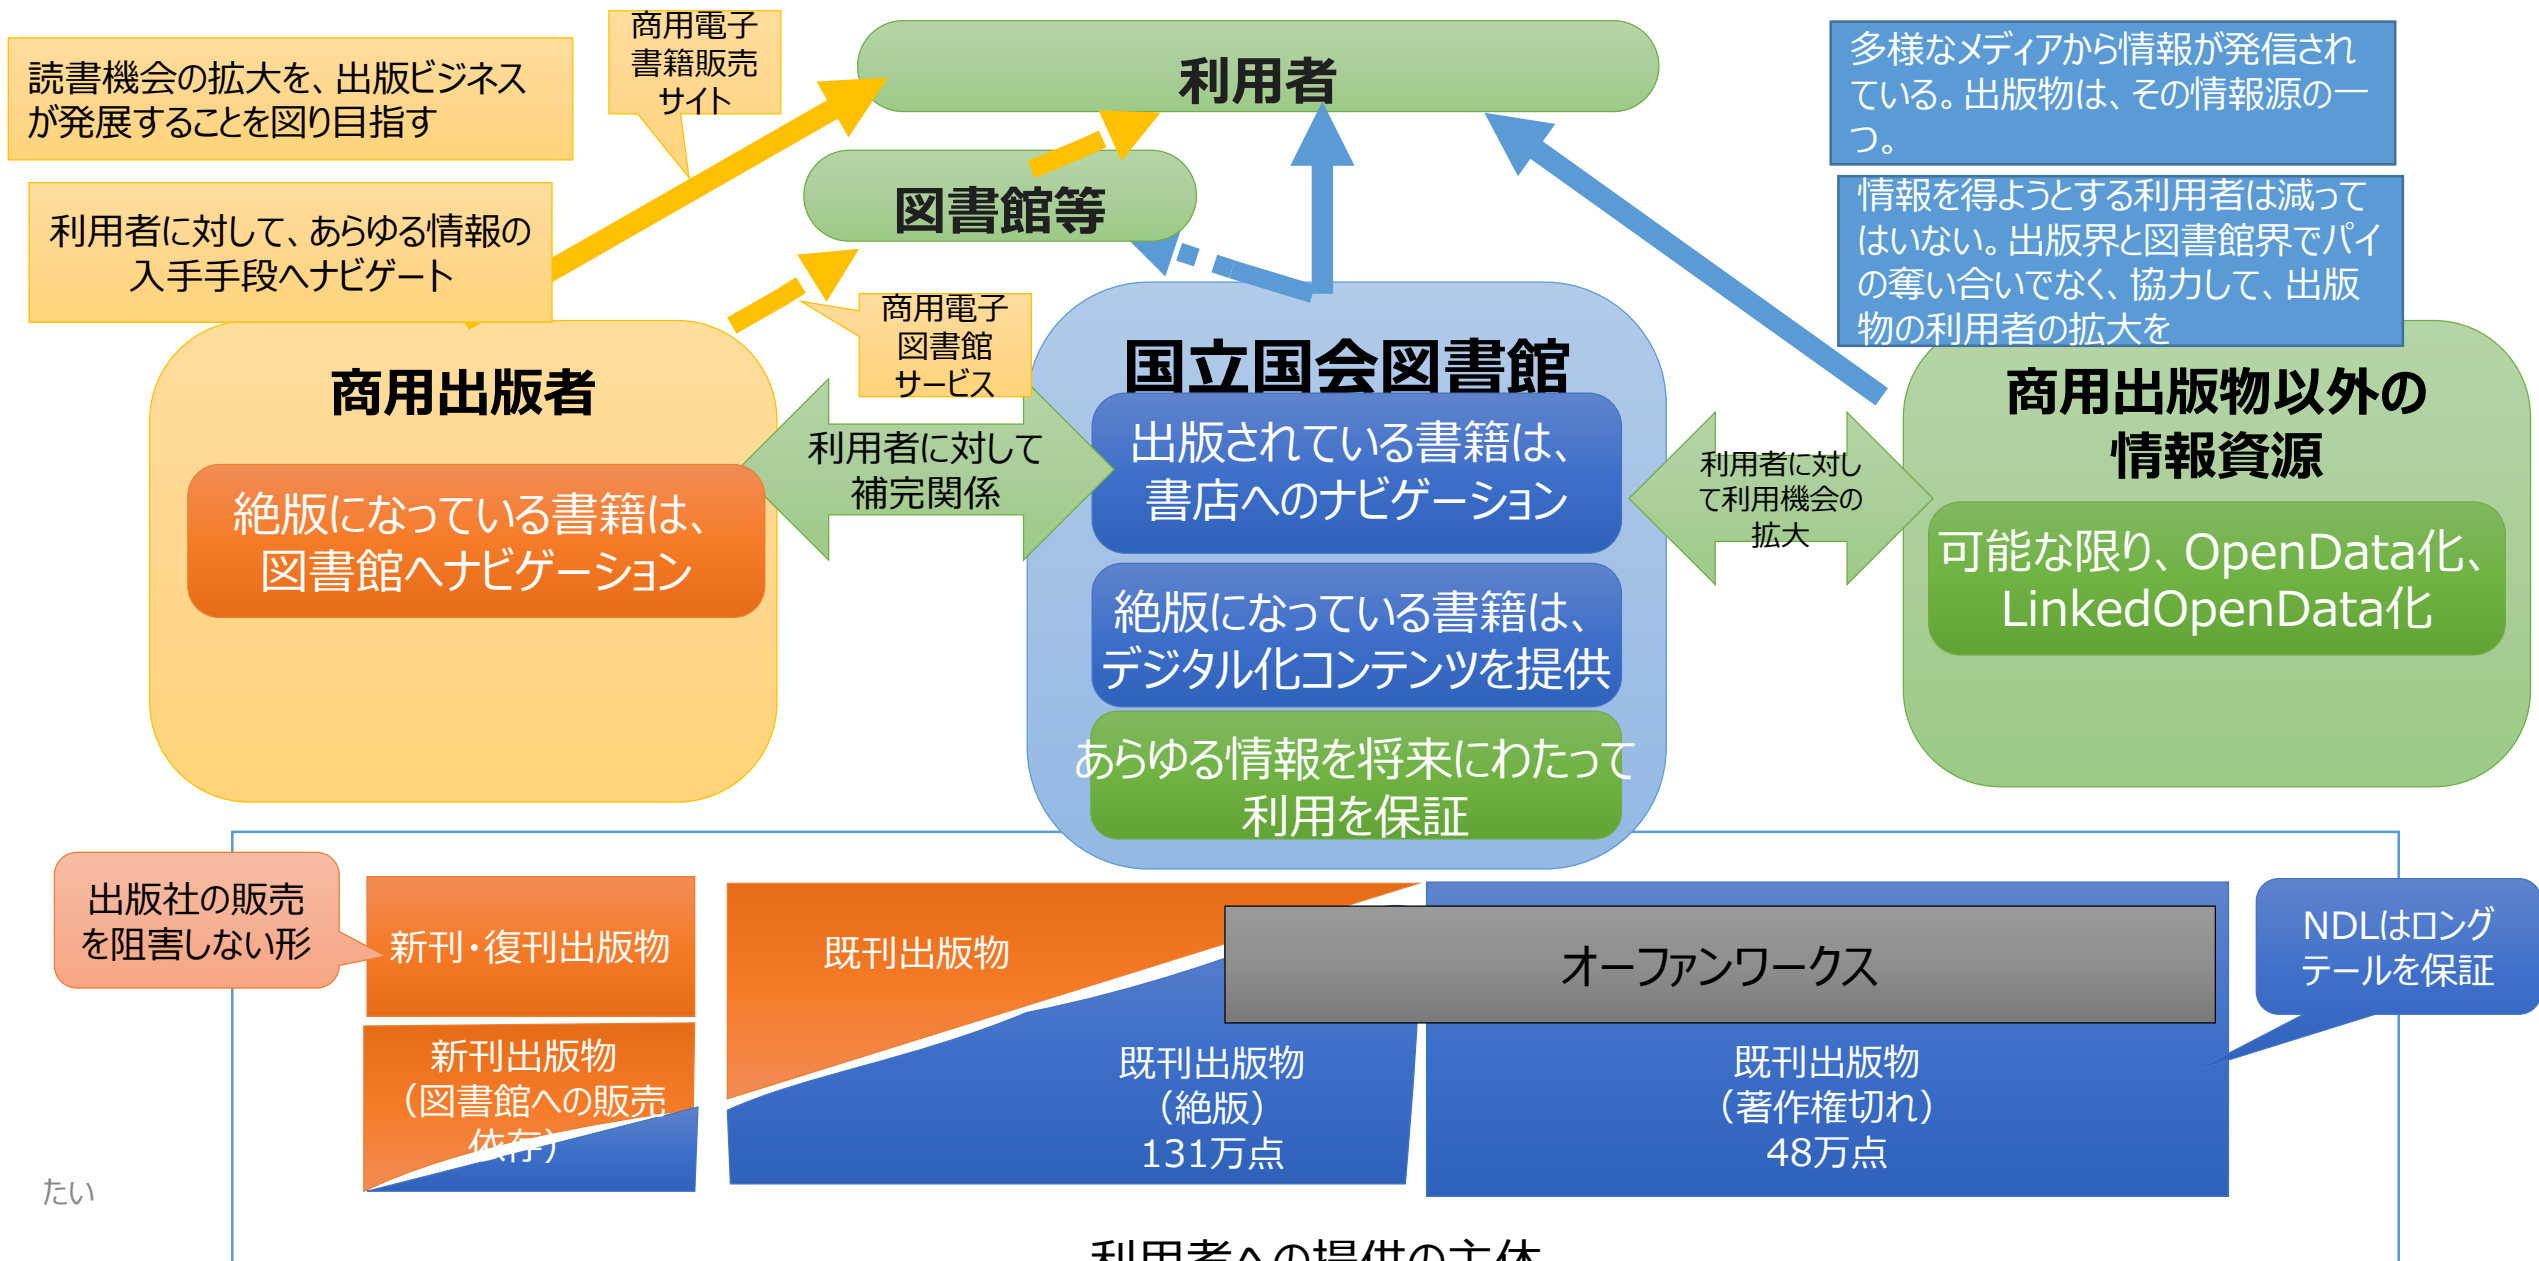 商用電子
書籍販売
サイト
読書機会の拡大を、出版ビジネス
が発展することを図り目指す
利用者
多様なメディアから情報が発信され
ている。出版物は、その情報源の一
つ。
利用者に対して、あらゆる情報の
入手手段へナビゲート
図書館等
情報を得ようとする利用者は減って
はいない。出版界と図書館界でパイ
の奪い合いでなく、協力して、出版
物の利用者の拡大を
商用電子
図書館
サービス
商用出版者
絶版になっている書籍は、
図書館へナビゲーション
利用者に対して
補完関係
国立国会図書館
出版されている書籍は、
書店へのナビゲーション
絶版になっている書籍は、
デジタル化コンテンツを提供
あらゆる情報を将来にわたって
利用を保証
利用者に対し
て利用機会の
拡大
商用出版物以外の
情報資源
可能な限り、OpenData化、
LinkedOpenData化
出版社の販売
を阻害しない形
新刊・復刊出版物
既刊出版物
オーファンワークス
NDLはロング
テールを保証
新刊出版物
（図書館への販売
依存）
既刊出版物
（絶版）
131万点
既刊出版物
（著作権切れ）
48万点
たい
利用者への提供の主体